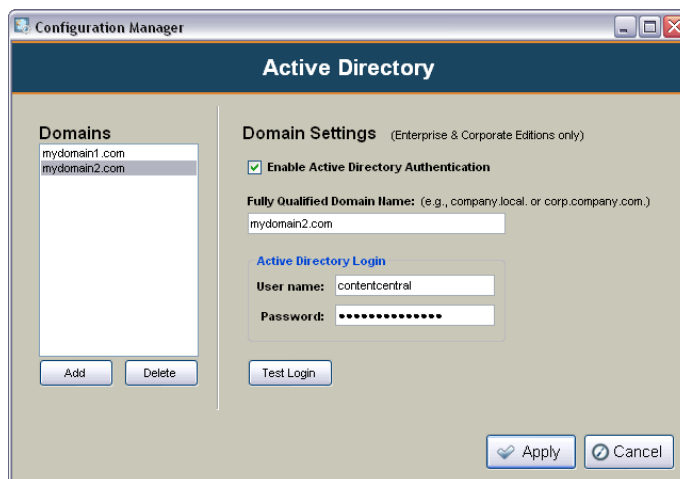 Configuration Manager
Active Directory
Domains
mydomain1.com
mydomain2.com
Add
Delete
Domain Settings (Enterprise & Corporate Editions only)
Enable Active Directory Authentication
Fully Qualified Domain Name: (e.g., company.local. or corp.company.com.)
mydomain2.com
Active Directory Login
User name: contentcentral
Password: ●●●●●●●●●●●●●●
Test Login
Apply
Cancel